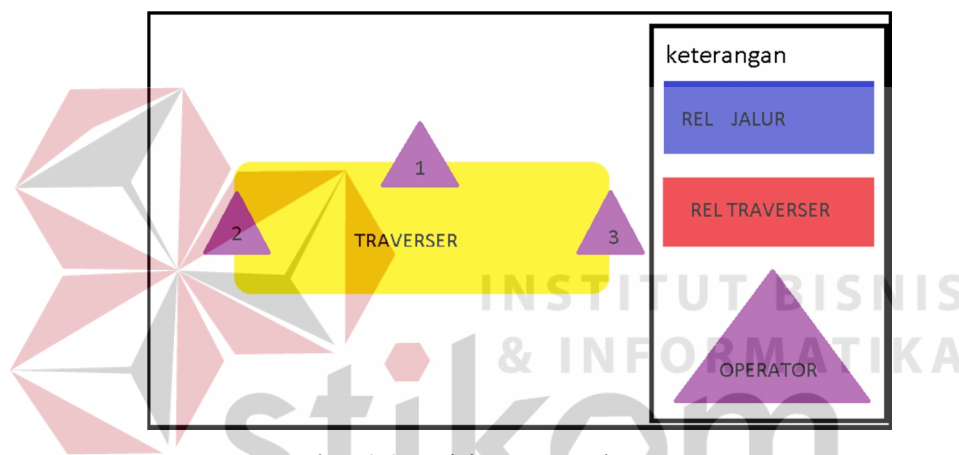 keterangan
REL JALUR
1
REL TRAVERSER
2
TRAVERSER
3
INSTITUT BISNIS
& INFORMATIKA
OPERATOR
stikom